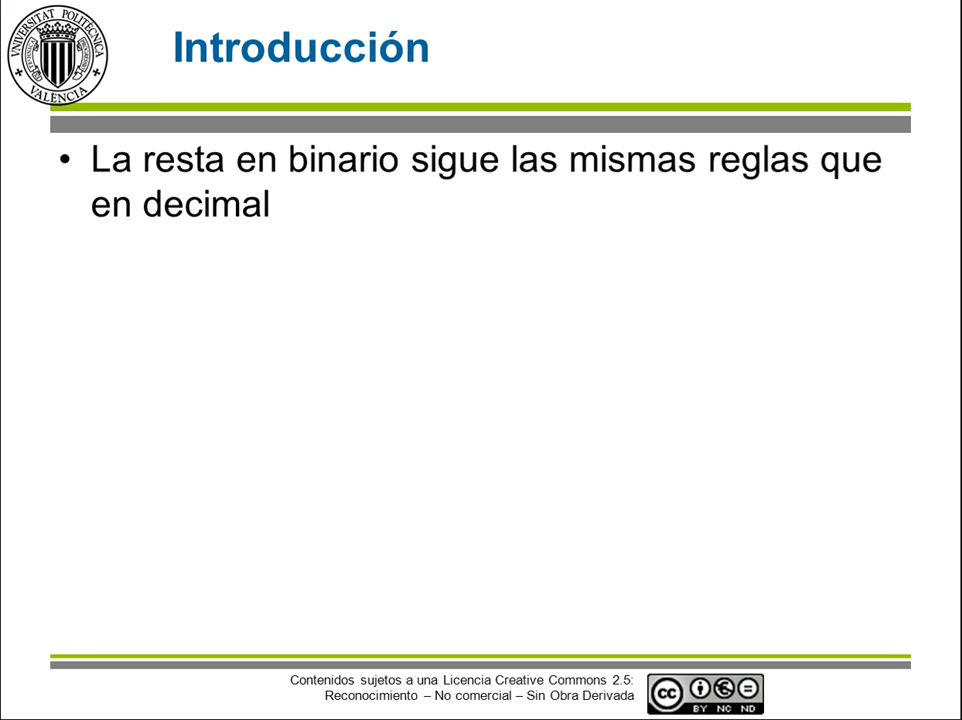 UNIVERSITAT POLITÈCNICA
VALENCIA
Introducción
• La resta en binario sigue las mismas reglas que
en decimal
Contenidos sujetos a una Licencia Creative Commons 2.5:
Reconocimiento – No comercial – Sin Obra Derivada
cc
BY NC ND